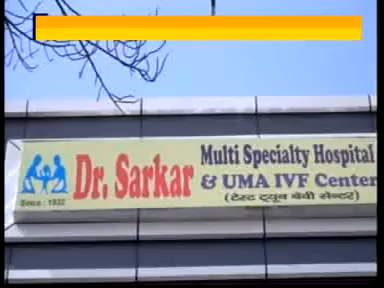 Dr. Sarkar
Multi Specialty Hospital
& UMA IVF Center
(टेस्ट ट्यूब बेबी सेन्टर)
Since : 1932